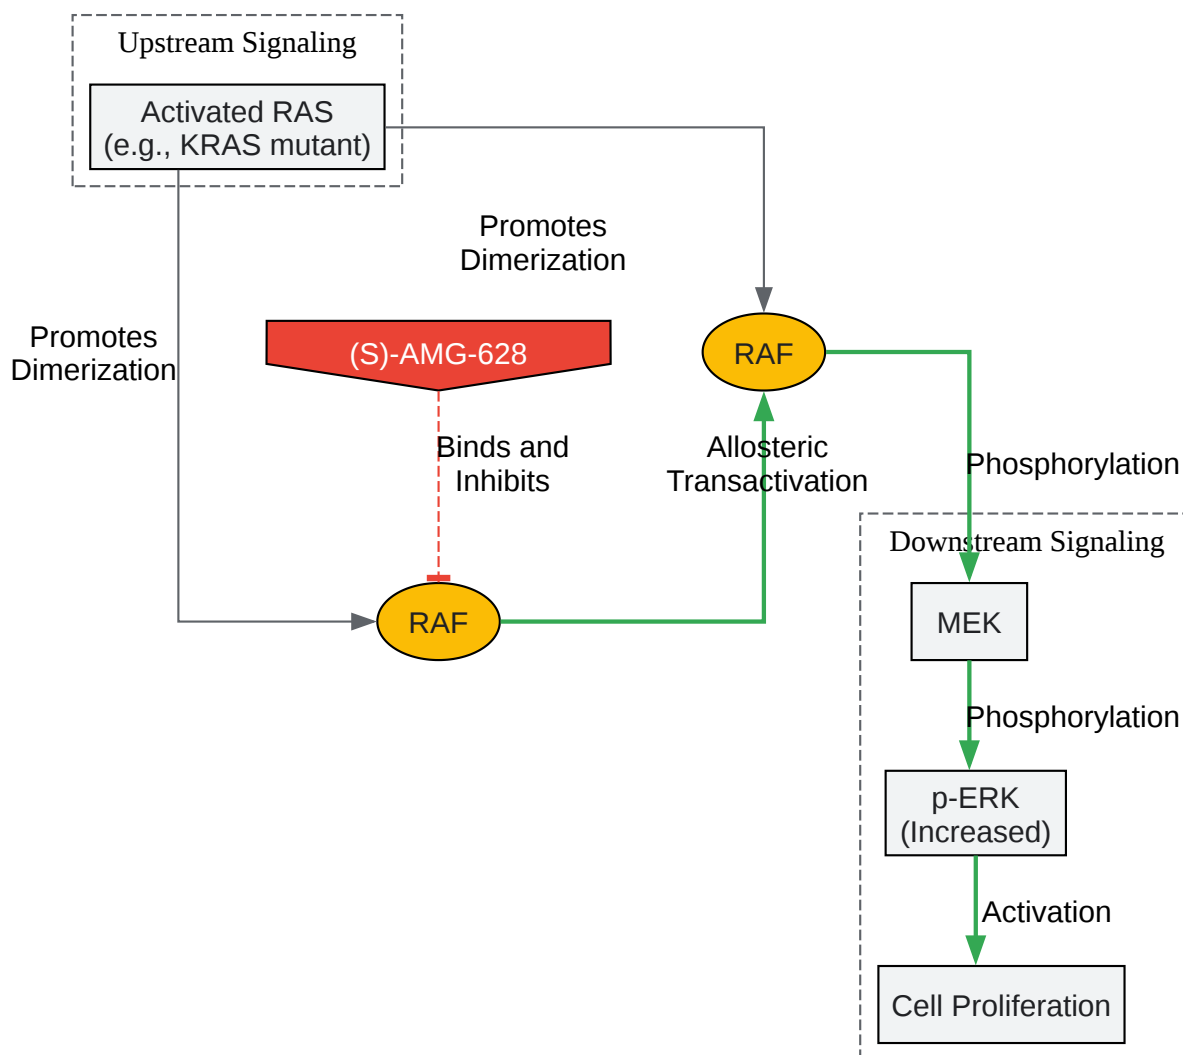 Upstream Signaling
Activated RAS
(e.g., KRAS mutant)
Promotes
Dimerization
Promotes
Dimerization
(S)-AMG-628
RAF
Binds and
Inhibits
Allosteric
Transactivation
Phosphorylation
Downstream Signaling
RAF
MEK
Phosphorylation
p-ERK
(Increased)
Activation
Cell Proliferation